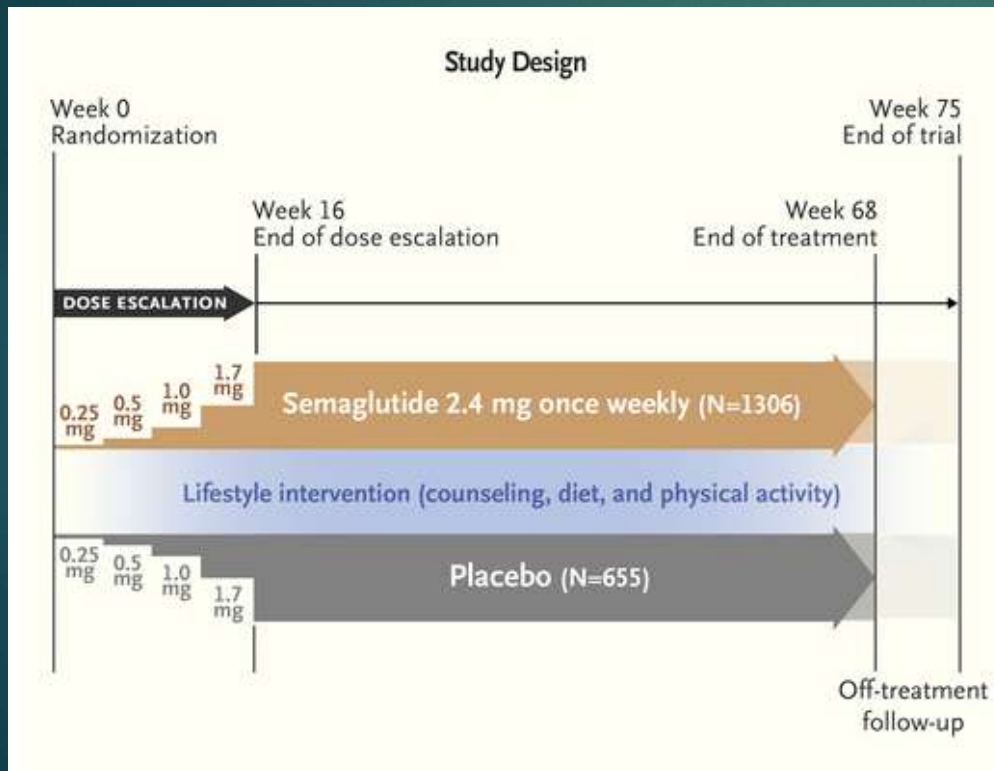 Study Design
Week 0
Randomization
Week 75
End of trial
Week 16
End of dose escalation
Week 68
End of treatment
DOSE ESCALATION
0.25
mg
0.5
mg
1.0
mg
1.7
mg
Semaglutide 2.4 mg once weekly (N=1306)
Lifestyle intervention (counseling, diet, and physical activity)
0.25
mg
0.5
mg
1.0
mg
1.7
mg
Placebo (N=655)
Off-treatment
follow-up